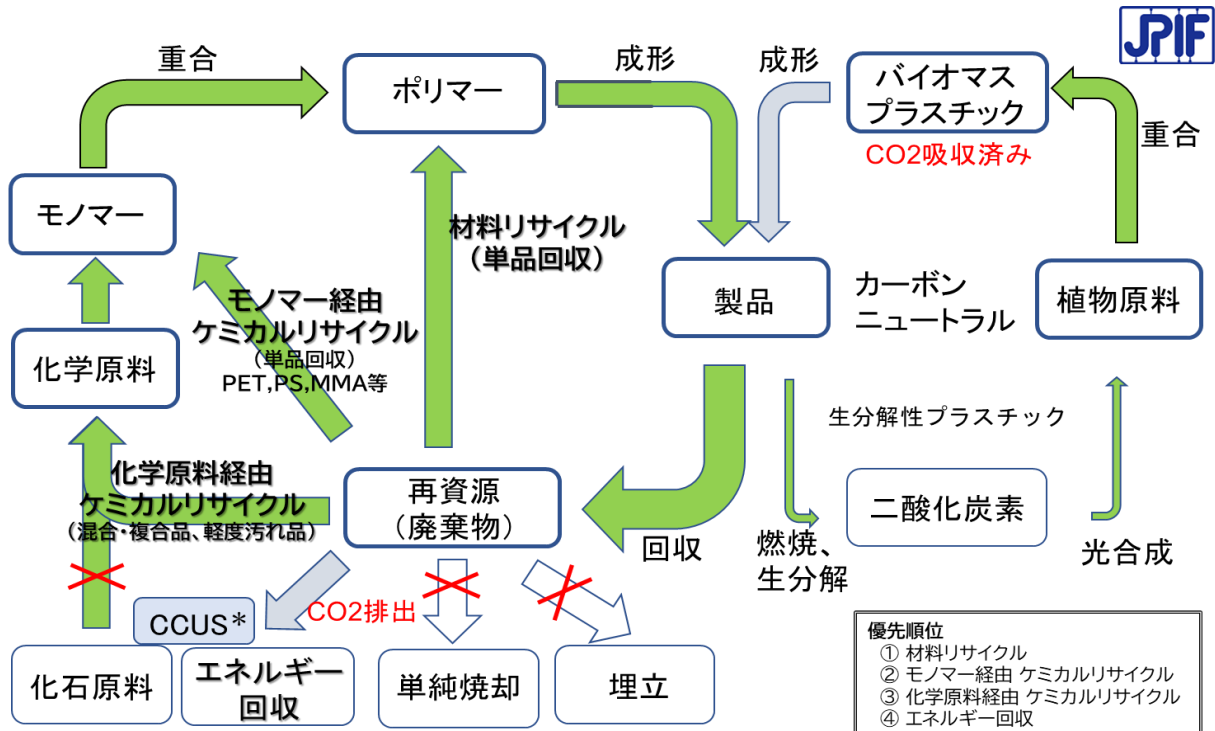 JPIF
重合
ポリマー
成形
成形
バイオマス
プラスチック
CO2吸収済み
重合
モノマー
材料リサイクル
（単品回収）
製品
カーボン
ニュートラル
植物原料
モノマー経由
ケミカルリサイクル
（単品回収）
PET,PS,MMA等
化学原料
生分解性プラスチック
化学原料経由
ケミカルリサイクル
（混合・複合品、軽度汚れ品）
再資源
（廃棄物）
回収
二酸化炭素
燃焼、
生分解
光合成
CO2排出
CCUS*
化石原料
エネルギー
回収
単純焼却
埋立
優先順位
① 材料リサイクル
② モノマー経由 ケミカルリサイクル
③ 化学原料経由 ケミカルリサイクル
④ エネルギー回収